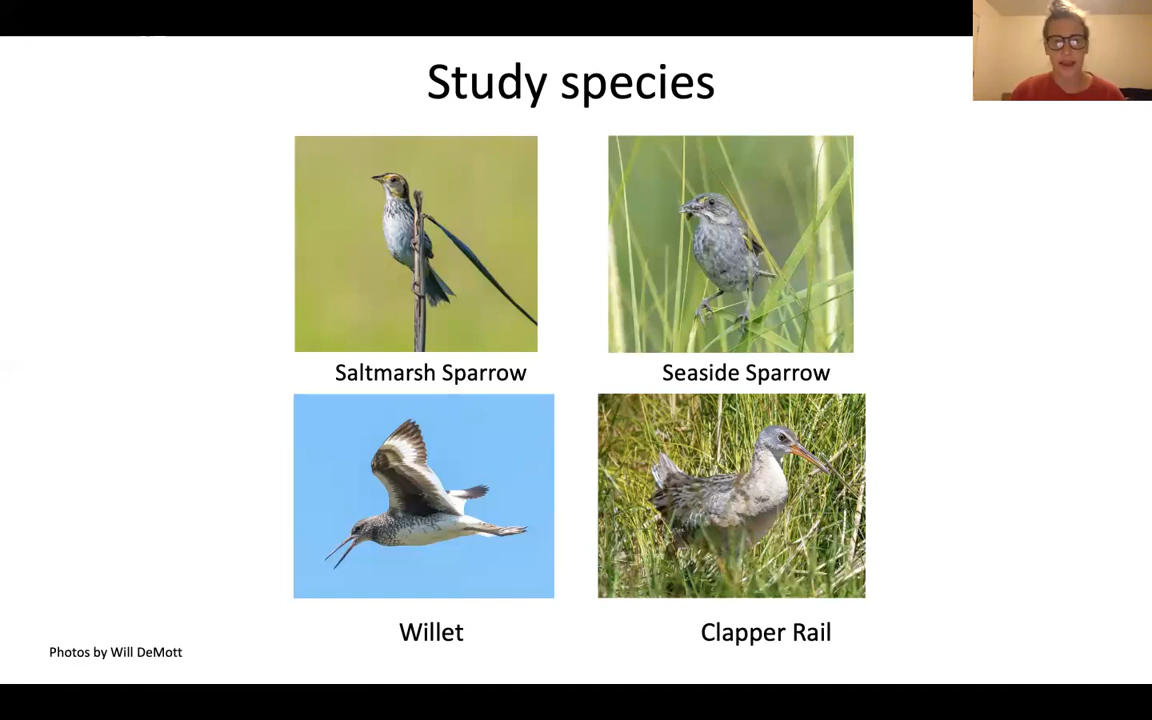 Study species
Saltmarsh Sparrow
Seaside Sparrow
Willet
Clapper Rail
Photos by Will DeMott